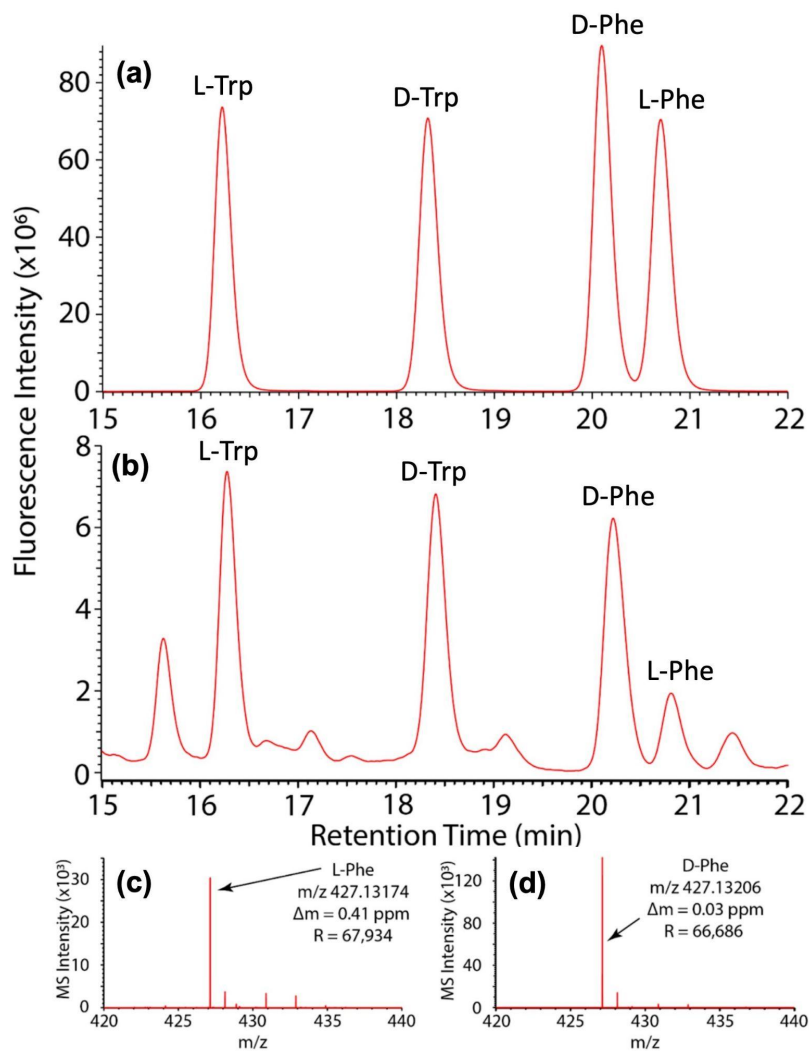 (a)
D-Phe
L-Trp
D-Trp
L-Phe
80
60
40
20
0
15 16 17 18 19 20 21 22
Fluorescence Intensity (x10⁶)
(b)
L-Trp
D-Trp
D-Phe
L-Phe
8
6
4
2
0
15 16 17 18 19 20 21 22
Retention Time (min)
(c)
MS Intensity (x10³)
30
20
10
0
L-Phe
m/z 427.13174
Δm = 0.41 ppm
R = 67,934
420 425 430 435 440
m/z
(d)
MS Intensity (x10³)
120
80
40
0
D-Phe
m/z 427.13206
Δm = 0.03 ppm
R = 66,686
420 425 430 435 440
m/z